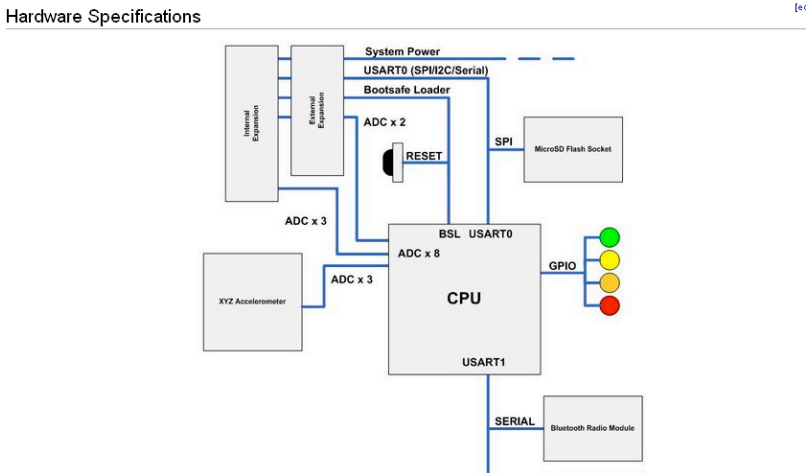 Hardware Specifications
[e
System Power
USART0 (SPI/I2C/Serial)
Bootsafe Loader
Internal
Expansion
External
Expansion
ADC x 2
RESET
SPI
MicroSD Flash Socket
ADC x 3
BSL USART0
ADC x 8
GPIO
ADC x 3
XYZ Accelerometer
CPU
USART1
SERIAL
Bluetooth Radio Module